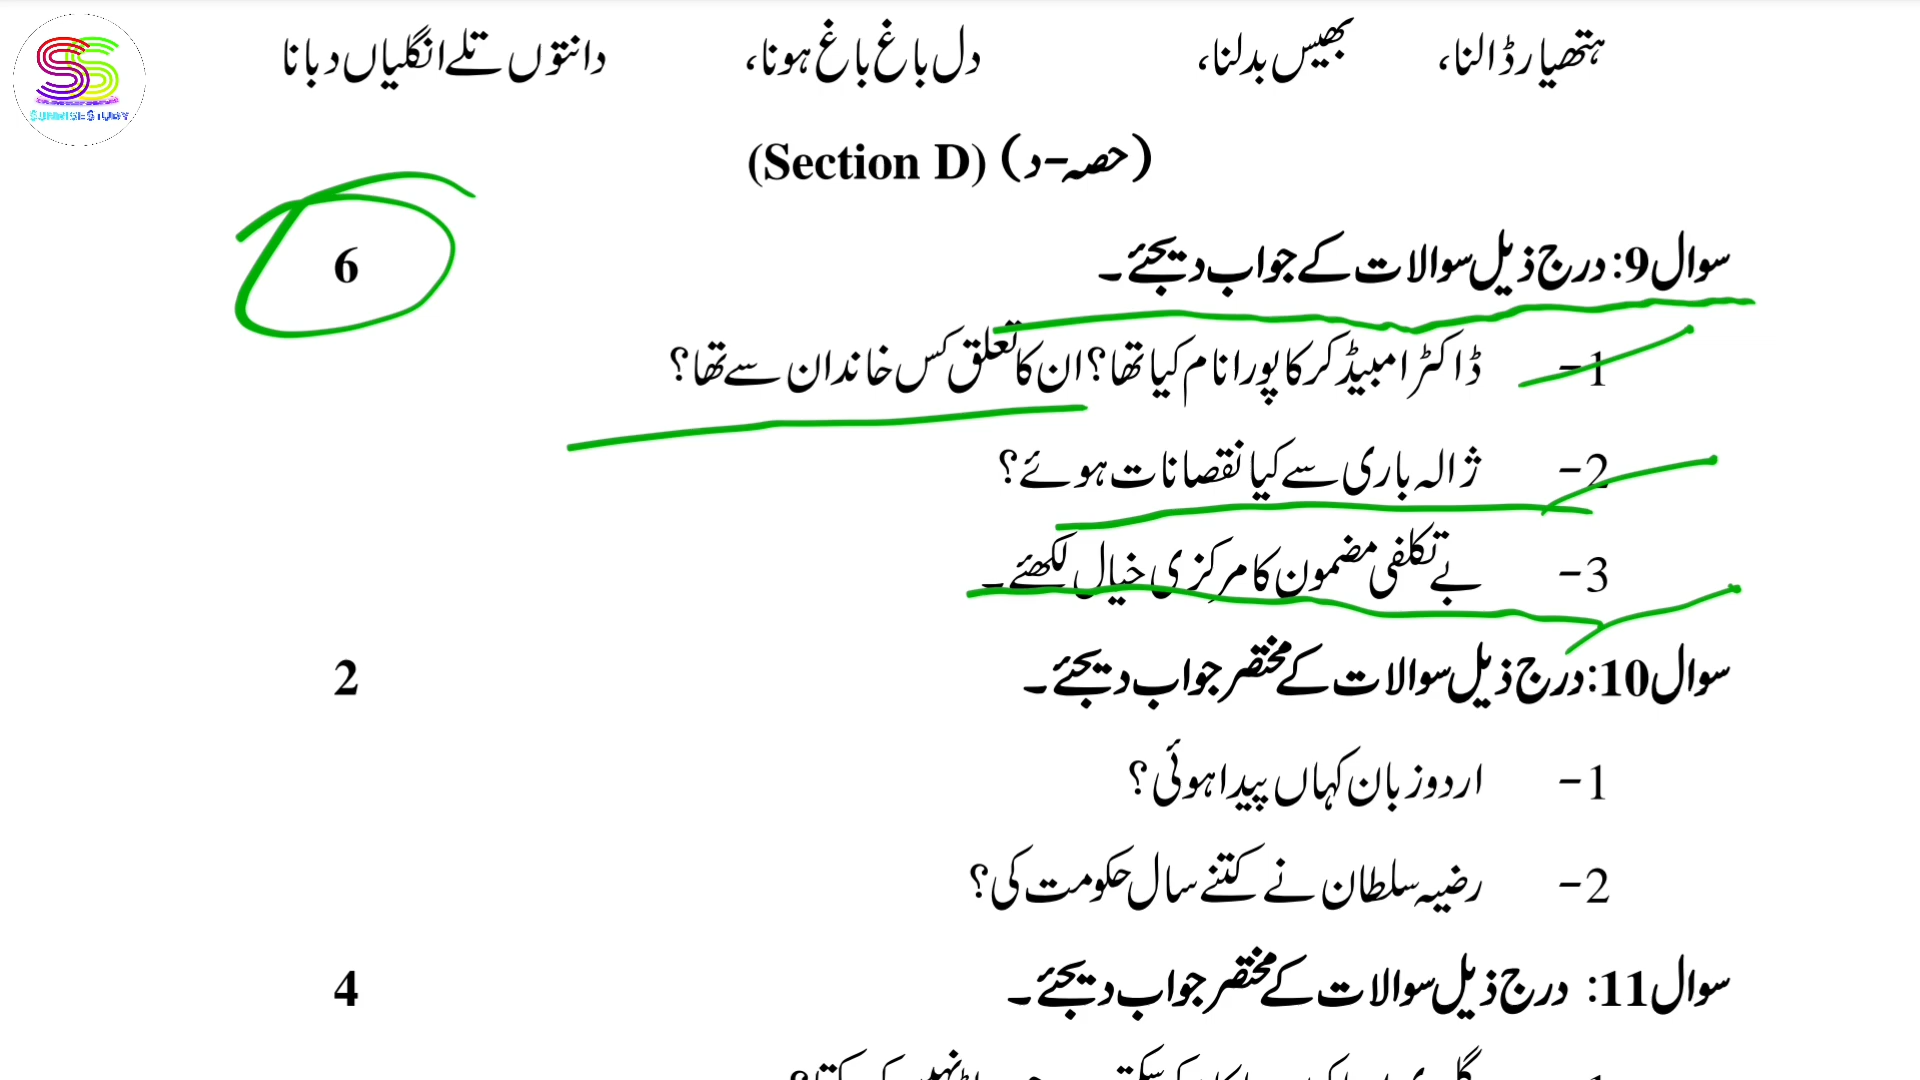 ہتھیار ڈالنا، بھیس بدلنا، دل باغ باغ ہونا، دانتوں تلے انگلیاں دبانا
SUNRISE STUDY
(حصہ-د) (Section D)
سوال 9: درج ذیل سوالات کے جواب دیجئے۔ 6
1- ڈاکٹر امبیڈکر کا پورا نام کیا تھا؟ ان کا تعلق کس خاندان سے تھا؟
2- ژالہ باری سے کیا نقصانات ہوئے؟
3- بے تکلفی مضمون کا مرکزی خیال لکھئے۔
سوال 10: درج ذیل سوالات کے مختصر جواب دیجئے۔ 2
1- اردو زبان کہاں پیدا ہوئی؟
2- رضیہ سلطان نے کتنے سال حکومت کی؟
سوال 11: درج ذیل سوالات کے مختصر جواب دیجئے۔ 4